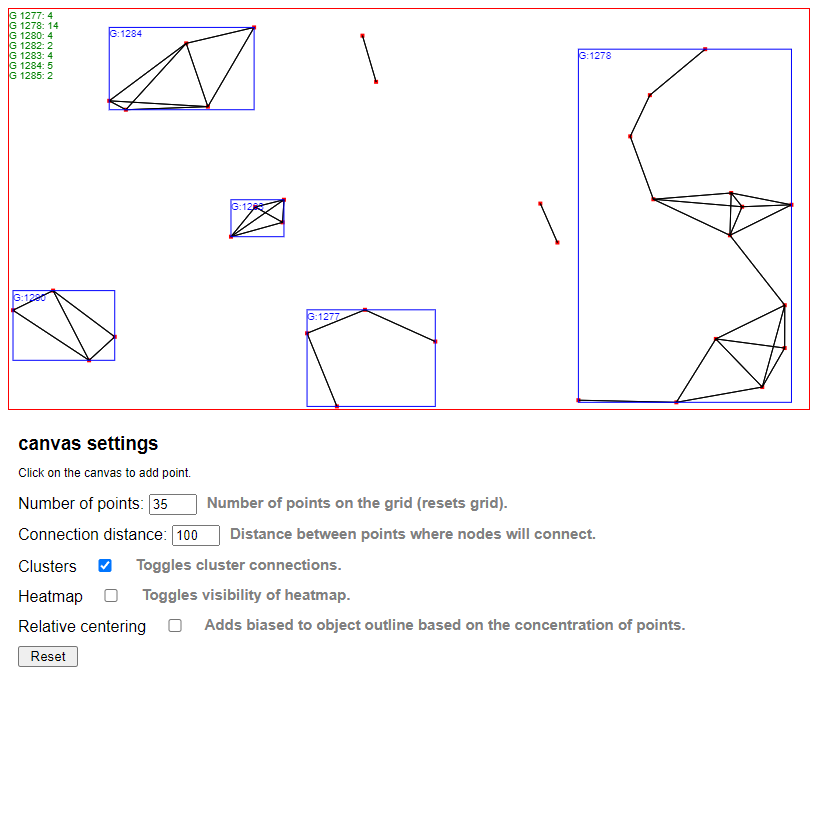 G 1277: 4
G 1278: 14
G 1280: 4
G 1282: 2
G 1283: 4
G 1284: 5
G 1285: 2
G:1284
G:1278
G:1283
G:1280
G:1277
canvas settings
Click on the canvas to add point.
Number of points: 35 Number of points on the grid (resets grid).
Connection distance: 100 Distance between points where nodes will connect.
Clusters Toggles cluster connections.
Heatmap Toggles visibility of heatmap.
Relative centering Adds biased to object outline based on the concentration of points.
Reset